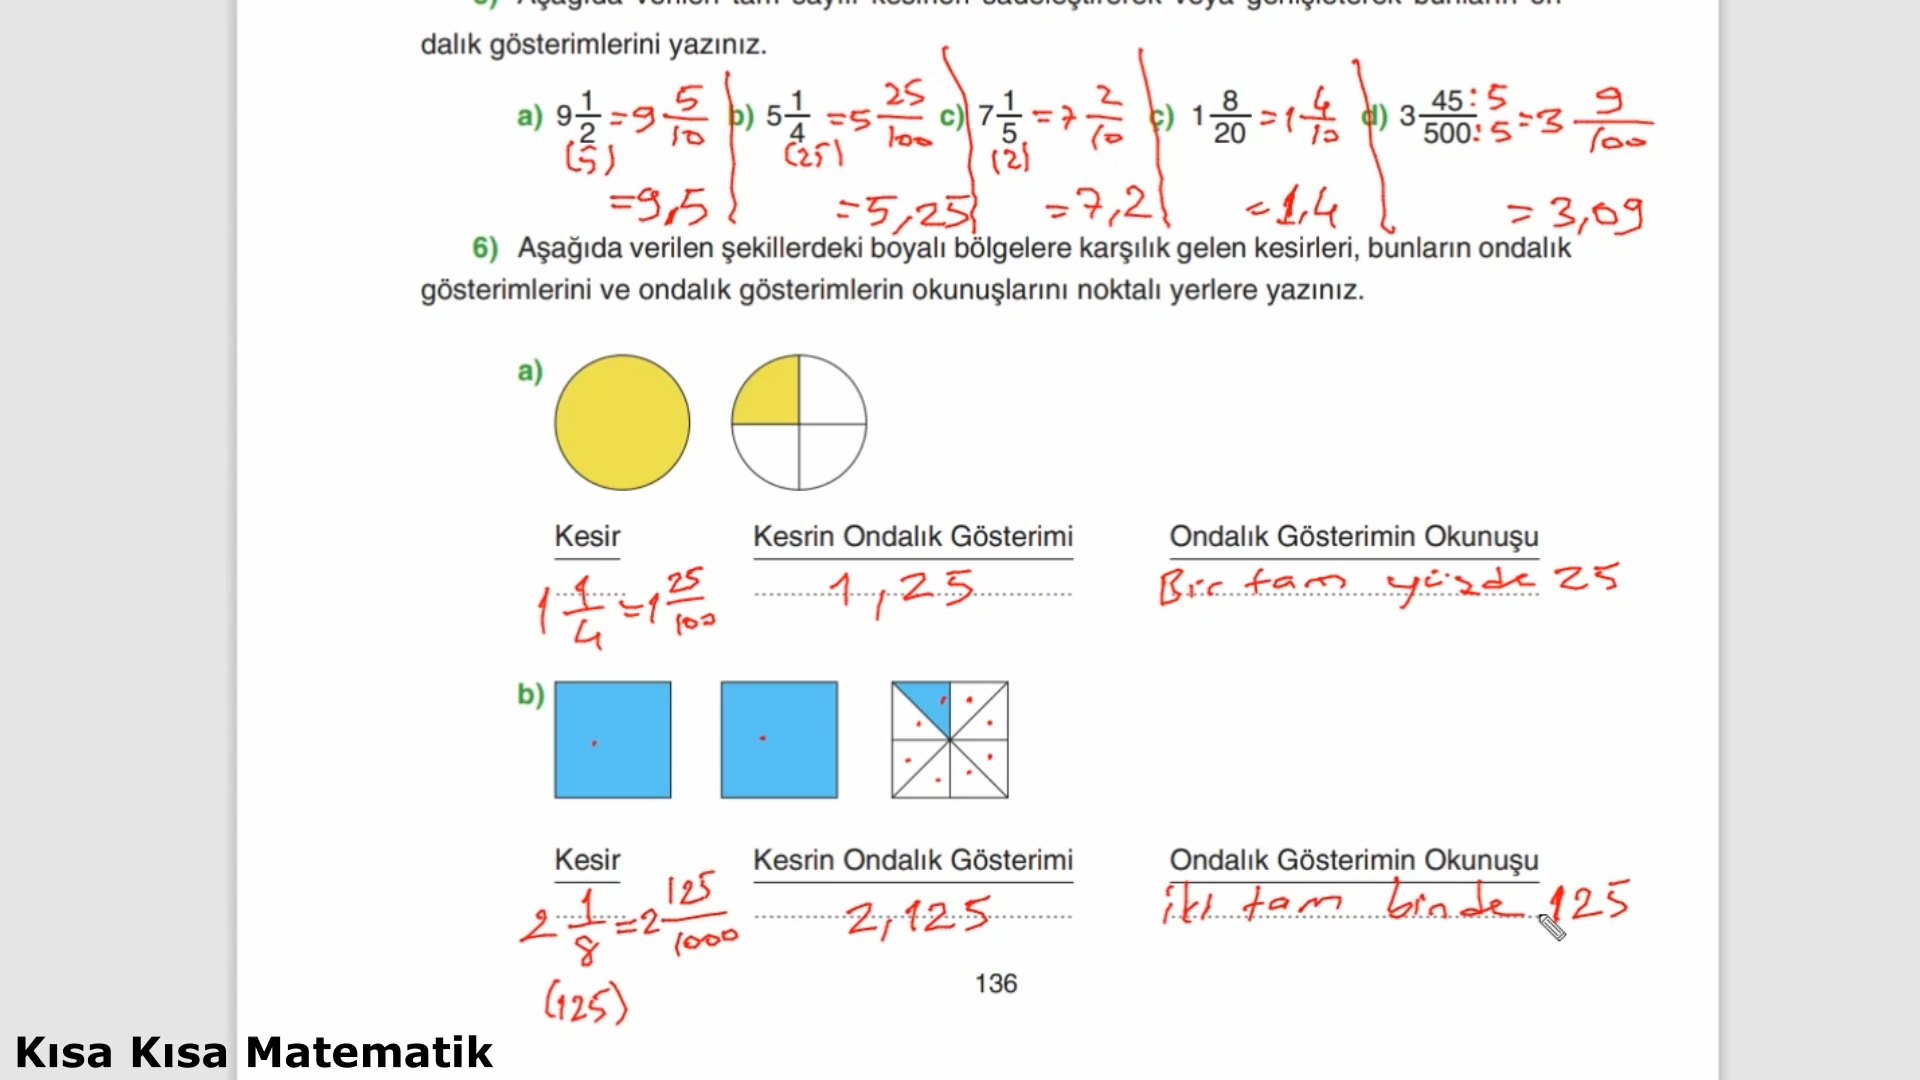 dalık gösterimlerini yazınız.
a) 9 1/2 = 9 5/10 b) 5 1/4 = 5 25/100 c) 7 1/5 = 7 2/10 ç) 1 8/20 = 1 4/10 d) 3 45:5/500:5 = 3 9/100
(5) (25) (2)
=9,5 =5,25 =7,2 =1,4 =3,09
6) Aşağıda verilen şekillerdeki boyalı bölgelere karşılık gelen kesirleri, bunların ondalık
gösterimlerini ve ondalık gösterimlerin okunuşlarını noktalı yerlere yazınız.
a)
Kesir Kesrin Ondalık Gösterimi Ondalık Gösterimin Okunuşu
1 1/4 = 1 25/100 1,25 Bir tam yüzde 25
b)
Kesir Kesrin Ondalık Gösterimi Ondalık Gösterimin Okunuşu
2 1/8 = 2 125/1000 2,125 iki tam binde 125
(125)
136
Kısa Kısa Matematik